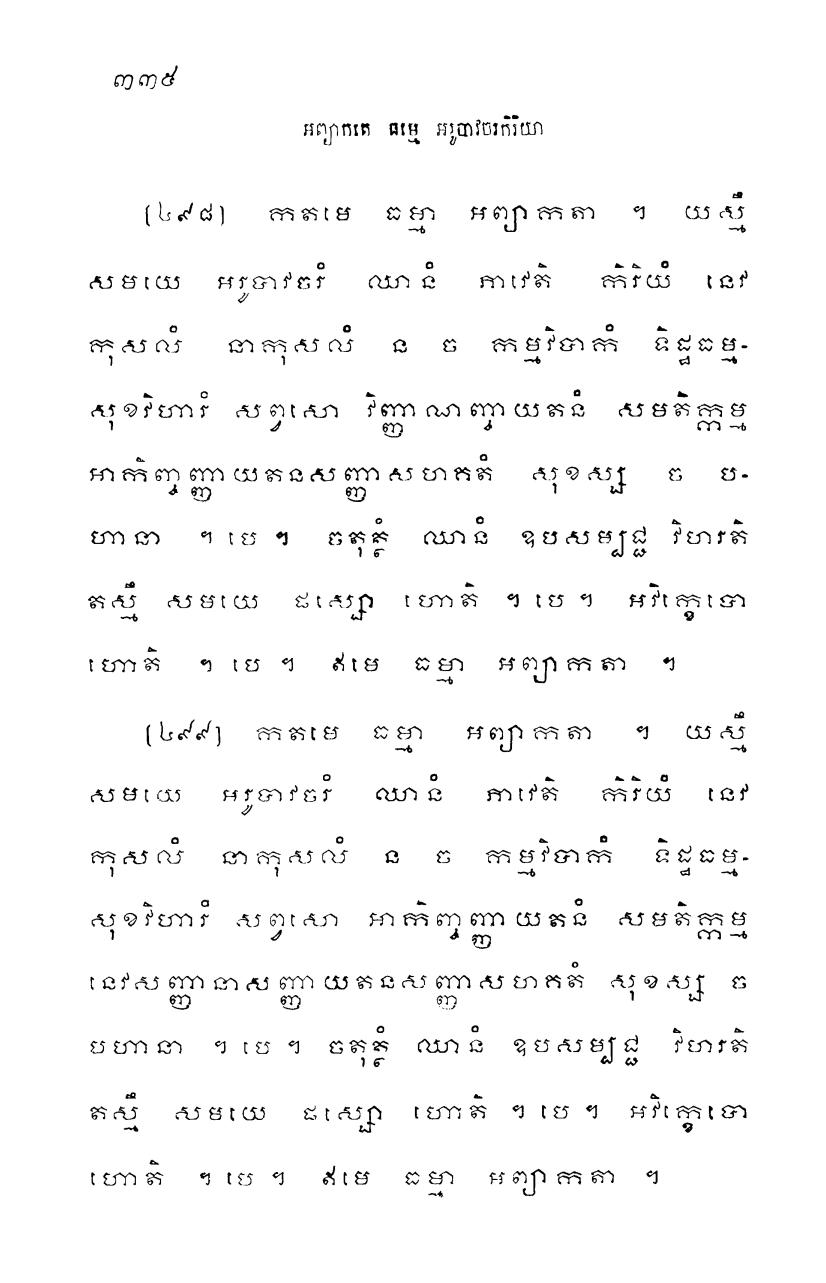 ៣៣៥
អព្យាកតេ ធម្មេ អរូបាវចរកិរិយា
(៤៩៨) កតមេ ធម្មា អព្យាកតា ។ យស្មឹ
សមយេ អរូបាវចរំ ឈានំ ភាវេតិ កិរិយំ នេវ
កុសលំ នាកុសលំ ន ច កម្មវិបាកំ ទិដ្ឋធម្ម-
សុខវិហារំ សព្វសោ វិញ្ញាណញ្ចាយតនំ សមតិក្កម្ម
អាកិញ្ចញ្ញាយតនសញ្ញាសហគតំ សុខស្ស ច ប-
ហានា ។ បេ ។ ចតុត្ថំ ឈានំ ឧបសម្បជ្ជ វិហរតិ
តស្មឹ សមយេ ផស្សោ ហោតិ ។ បេ ។ អវិក្ខេបោ
ហោតិ ។ បេ ។ ឥមេ ធម្មា អព្យាកតា ។
(៤៩៩) កតមេ ធម្មា អព្យាកតា ។ យស្មឹ
សមយេ អរូបាវចរំ ឈានំ ភាវេតិ កិរិយំ នេវ
កុសលំ នាកុសលំ ន ច កម្មវិបាកំ ទិដ្ឋធម្ម-
សុខវិហារំ សព្វសោ អាកិញ្ចញ្ញាយតនំ សមតិក្កម្ម
នេវសញ្ញានាសញ្ញាយតនសញ្ញាសហគតំ សុខស្ស ច
បហានា ។ បេ ។ ចតុត្ថំ ឈានំ ឧបសម្បជ្ជ វិហរតិ
តស្មឹ សមយេ ផស្សោ ហោតិ ។ បេ ។ អវិក្ខេបោ
ហោតិ ។ បេ ។ ឥមេ ធម្មា អព្យាកតា ។